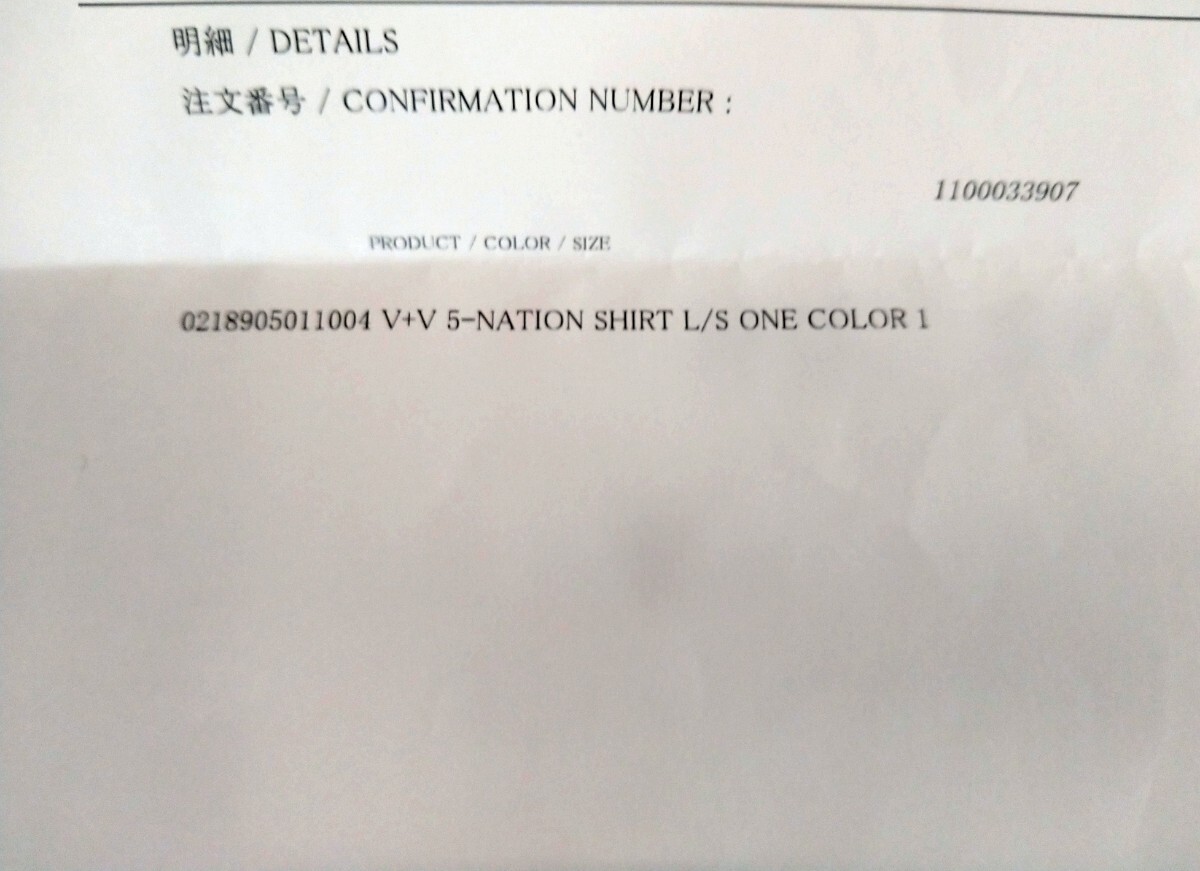 明細 / DETAILS
注文番号 / CONFIRMATION NUMBER :
1100033907
PRODUCT / COLOR / SIZE
0218905011004 V+V 5-NATION SHIRT L/S ONE COLOR 1